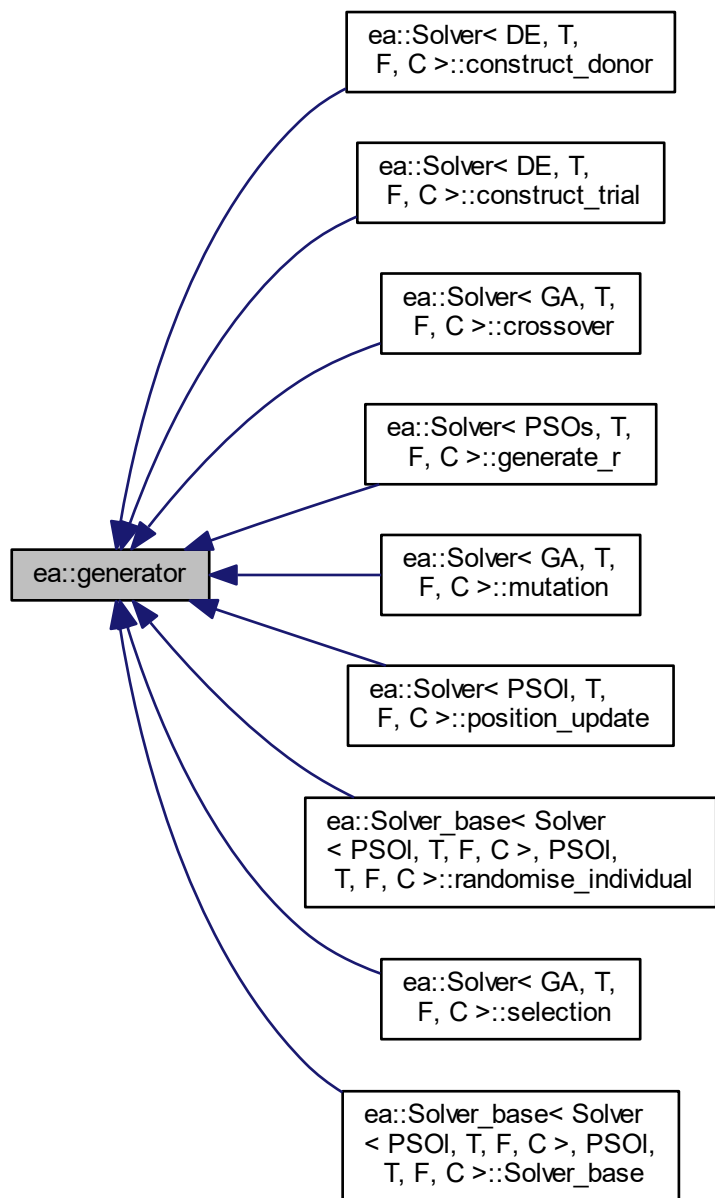 ea::Solver< DE, T,
F, C >::construct_donor
ea::Solver< DE, T,
F, C >::construct_trial
ea::Solver< GA, T,
F, C >::crossover
ea::Solver< PSOs, T,
F, C >::generate_r
ea::generator
ea::Solver< GA, T,
F, C >::mutation
ea::Solver< PSOl, T,
F, C >::position_update
ea::Solver_base< Solver
< PSOl, T, F, C >, PSOl,
T, F, C >::randomise_individual
ea::Solver< GA, T,
F, C >::selection
ea::Solver_base< Solver
< PSOl, T, F, C >, PSOl,
T, F, C >::Solver_base